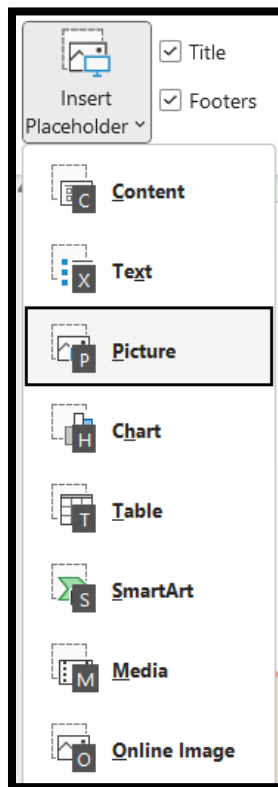 Insert
Placeholder
Title
Footers
C Content
X Text
P Picture
H Chart
T Table
S SmartArt
M Media
O Online Image